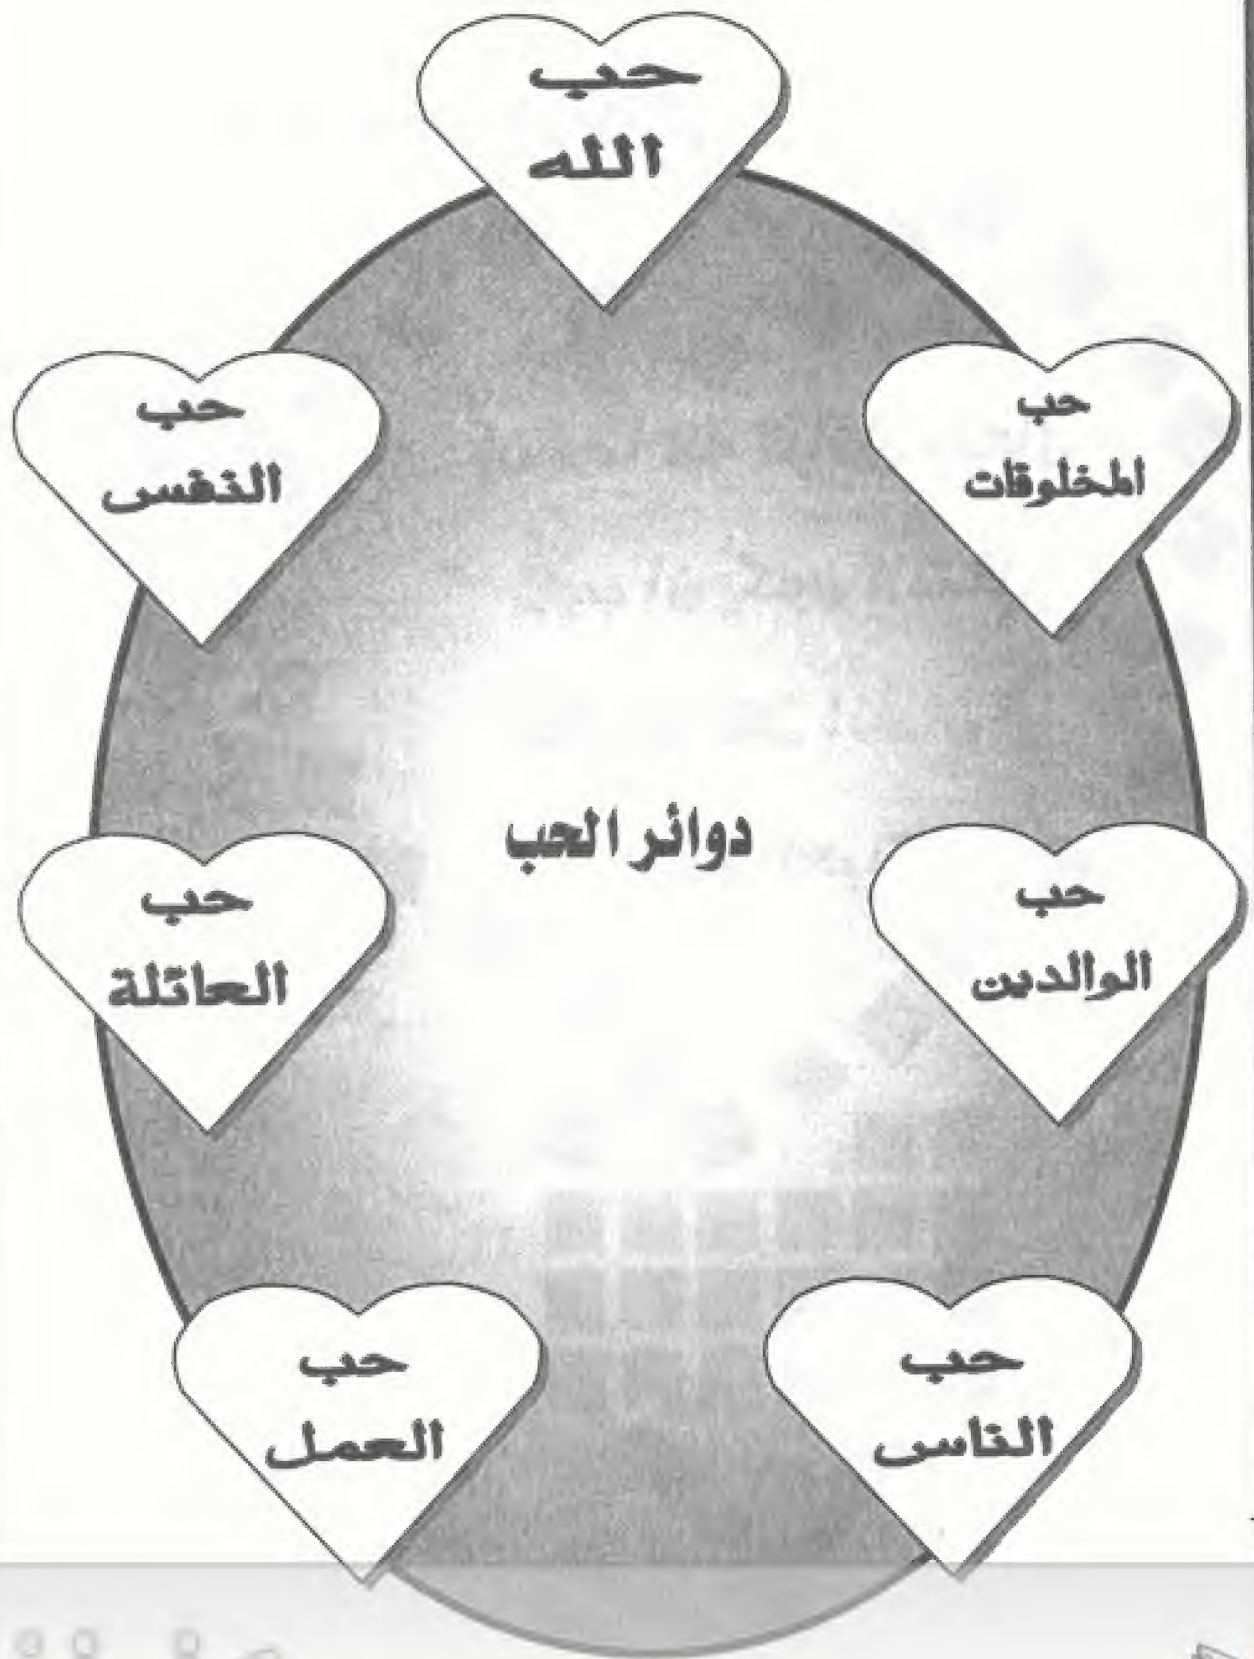 حب
الله
حب
المخلوقات
حب
النفس
دوائر الحب
حب
الوالدين
حب
العائلة
حب
الناس
حب
العمل